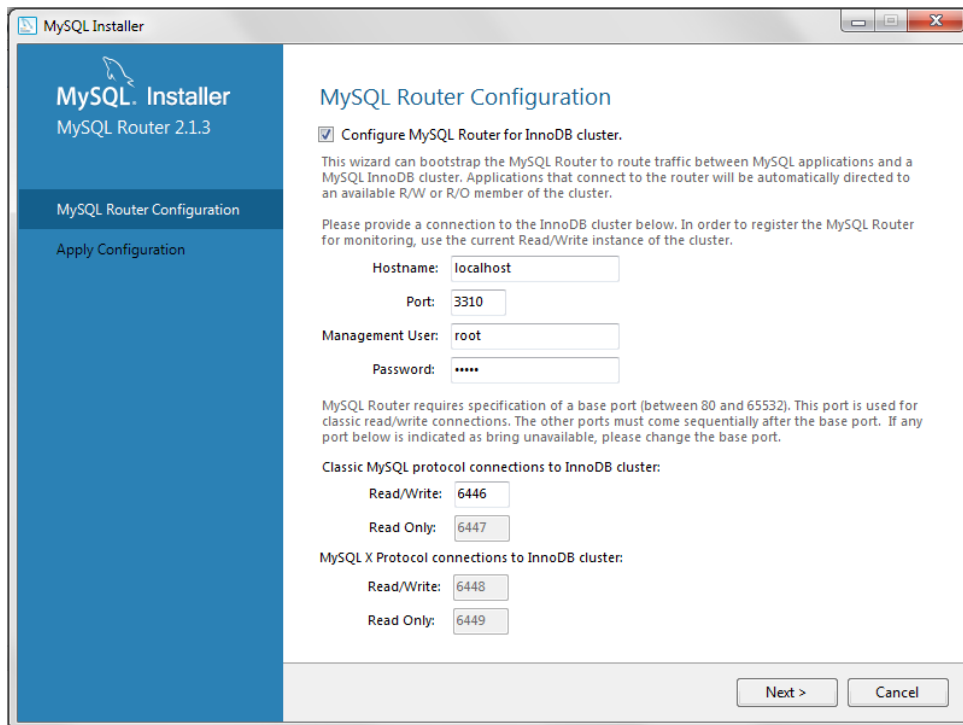 MySQL Installer
MySQL. Installer
MySQL Router 2.1.3
MySQL Router Configuration
Apply Configuration
MySQL Router Configuration
Configure MySQL Router for InnoDB cluster.
This wizard can bootstrap the MySQL Router to route traffic between MySQL applications and a
MySQL InnoDB cluster. Applications that connect to the router will be automatically directed to
an available R/W or R/O member of the cluster.
Please provide a connection to the InnoDB cluster below. In order to register the MySQL Router
for monitoring, use the current Read/Write instance of the cluster.
Hostname: localhost
Port: 3310
Management User: root
Password: •••••
MySQL Router requires specification of a base port (between 80 and 65532). This port is used for
classic read/write connections. The other ports must come sequentially after the base port. If any
port below is indicated as bring unavailable, please change the base port.
Classic MySQL protocol connections to InnoDB cluster:
Read/Write: 6446
Read Only: 6447
MySQL X Protocol connections to InnoDB cluster:
Read/Write: 6448
Read Only: 6449
Next >
Cancel